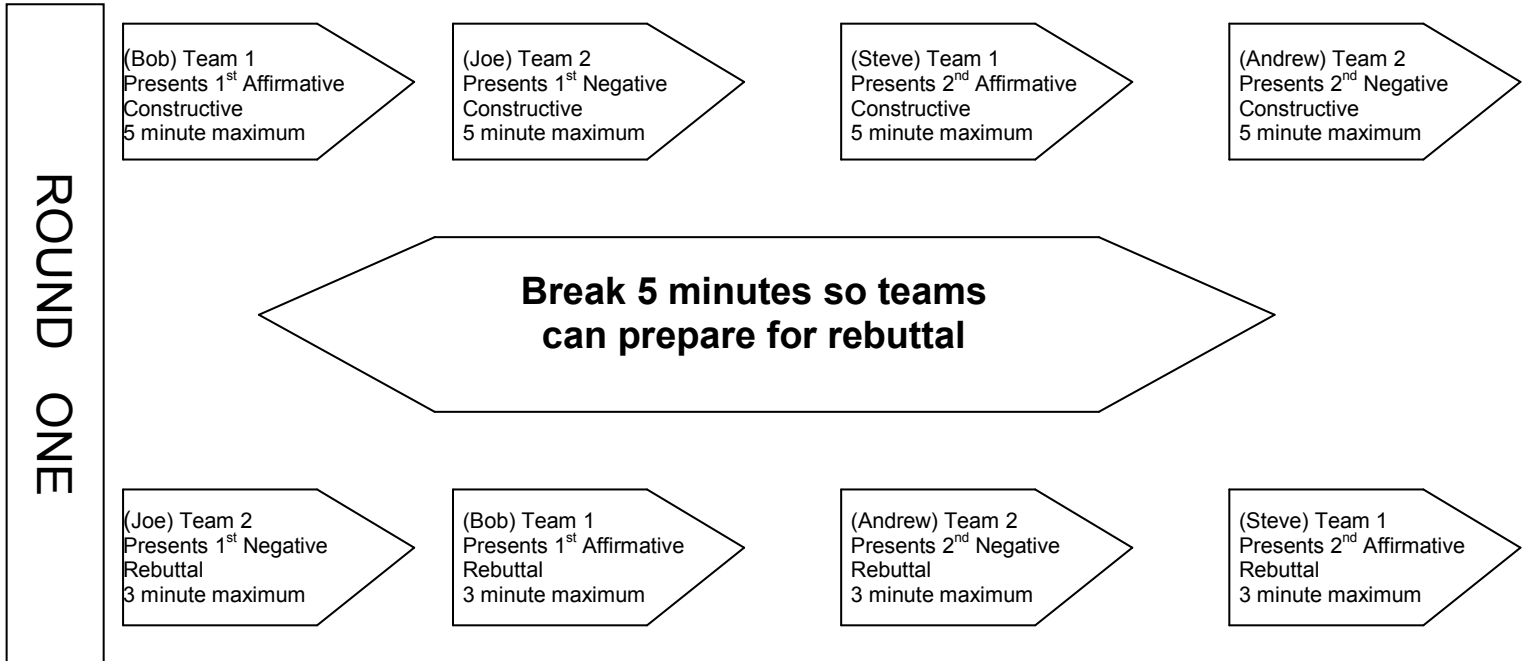 ROUND ONE
(Bob) Team 1
Presents 1st Affirmative
Constructive
5 minute maximum
(Joe) Team 2
Presents 1st Negative
Constructive
5 minute maximum
(Steve) Team 1
Presents 2nd Affirmative
Constructive
5 minute maximum
(Andrew) Team 2
Presents 2nd Negative
Constructive
5 minute maximum
Break 5 minutes so teams
can prepare for rebuttal
(Joe) Team 2
Presents 1st Negative
Rebuttal
3 minute maximum
(Bob) Team 1
Presents 1st Affirmative
Rebuttal
3 minute maximum
(Andrew) Team 2
Presents 2nd Negative
Rebuttal
3 minute maximum
(Steve) Team 1
Presents 2nd Affirmative
Rebuttal
3 minute maximum